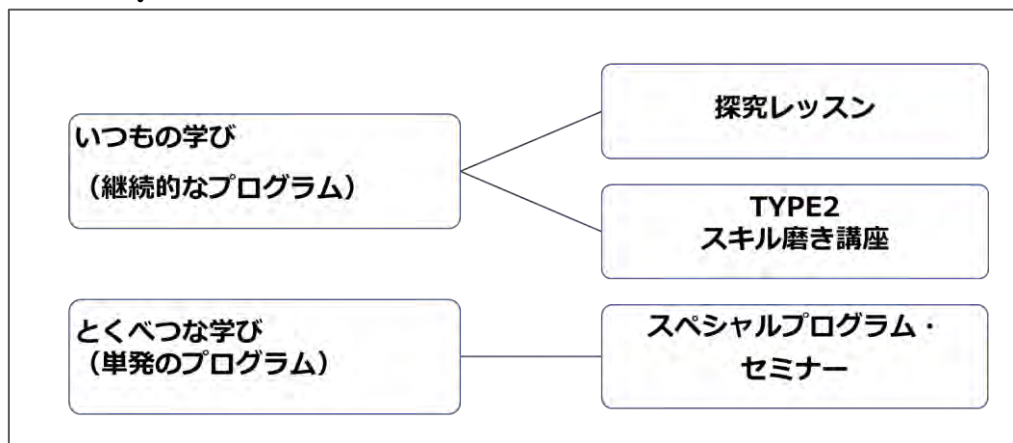 いつもの学び
（継続的なプログラム）
探究レッスン
TYPE2
スキル磨き講座
とくべつな学び
（単発のプログラム）
スペシャルプログラム・
セミナー